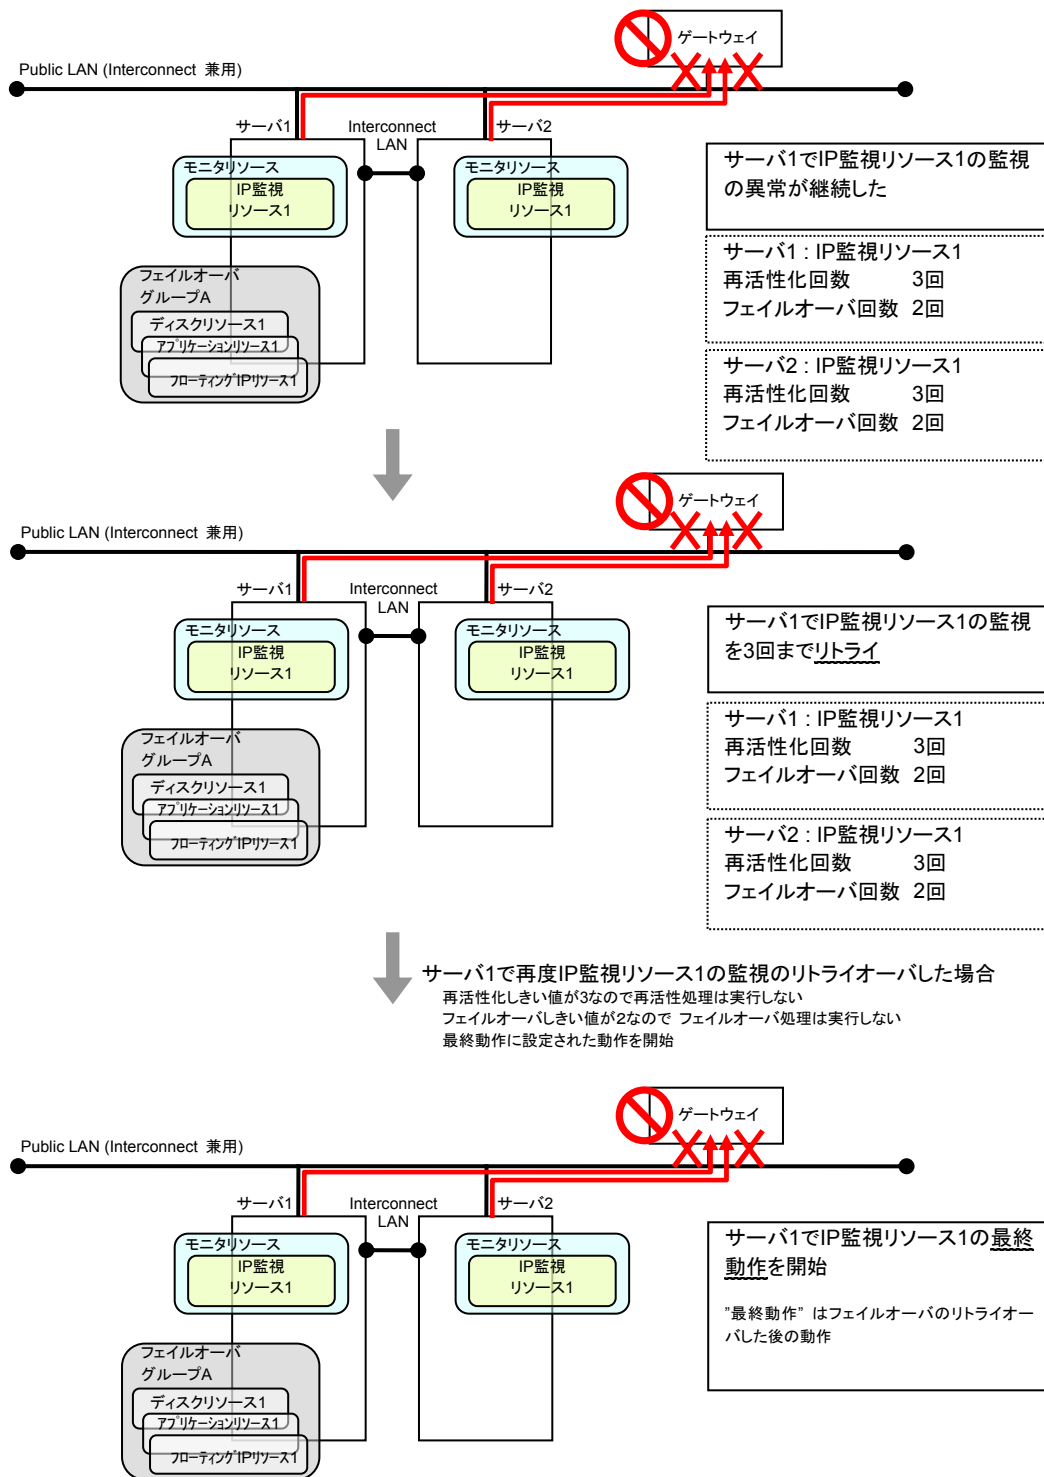 ゲートウェイ
Public LAN (Interconnect 兼用)
サーバ1
Interconnect
LAN
サーバ2
モニタリソース
IP監視
リソース1
モニタリソース
IP監視
リソース1
フェイルオーバ
グループA
ディスクリソース1
アプリケーションリソース1
フローティングIPリソース1
サーバ1でIP監視リソース1の監視
の異常が継続した
サーバ1 : IP監視リソース1
再活性化回数 3回
フェイルオーバ回数 2回
サーバ2 : IP監視リソース1
再活性化回数 3回
フェイルオーバ回数 2回
ゲートウェイ
Public LAN (Interconnect 兼用)
サーバ1
Interconnect
LAN
サーバ2
モニタリソース
IP監視
リソース1
モニタリソース
IP監視
リソース1
フェイルオーバ
グループA
ディスクリソース1
アプリケーションリソース1
フローティングIPリソース1
サーバ1でIP監視リソース1の監視
を3回までリトライ
サーバ1 : IP監視リソース1
再活性化回数 3回
フェイルオーバ回数 2回
サーバ2 : IP監視リソース1
再活性化回数 3回
フェイルオーバ回数 2回
サーバ1で再度IP監視リソース1の監視のリトライオーバした場合
再活性化しきい値が3なので再活性処理は実行しない
フェイルオーバしきい値が2なので フェイルオーバ処理は実行しない
最終動作に設定された動作を開始
ゲートウェイ
Public LAN (Interconnect 兼用)
サーバ1
Interconnect
LAN
サーバ2
モニタリソース
IP監視
リソース1
モニタリソース
IP監視
リソース1
フェイルオーバ
グループA
ディスクリソース1
アプリケーションリソース1
フローティングIPリソース1
サーバ1でIP監視リソース1の最終
動作を開始
"最終動作" はフェイルオーバのリトライオー
バした後の動作